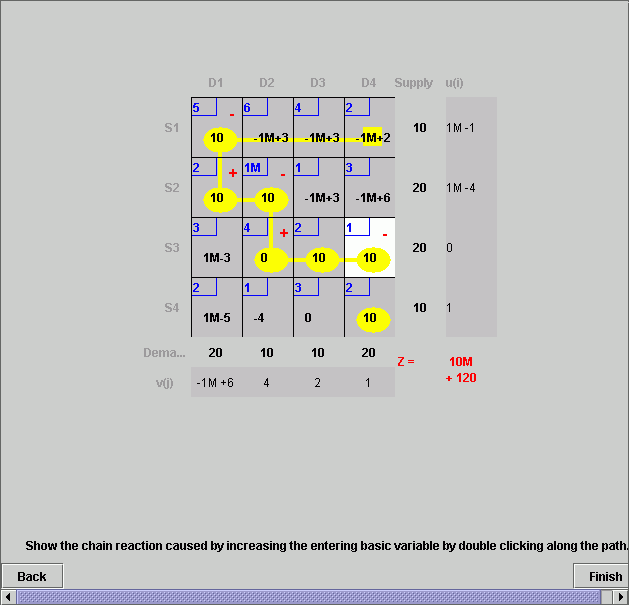 D1 D2 D3 D4 Supply u(i)
5 - 6 4 2
S1 10 -1M+3 -1M+3 -1M+2 10 1M -1
2 + 1M - 1 3
S2 10 10 -1M+3 -1M+6 20 1M -4
3 4 + 2 1 -
S3 1M-3 0 10 10 20 0
2 1 3 2
S4 1M-5 -4 0 10 10 1
Dema... 20 10 10 20 Z = 10M
+ 120
v(j) -1M +6 4 2 1
Show the chain reaction caused by increasing the entering basic variable by double clicking along the path.
Back Finish